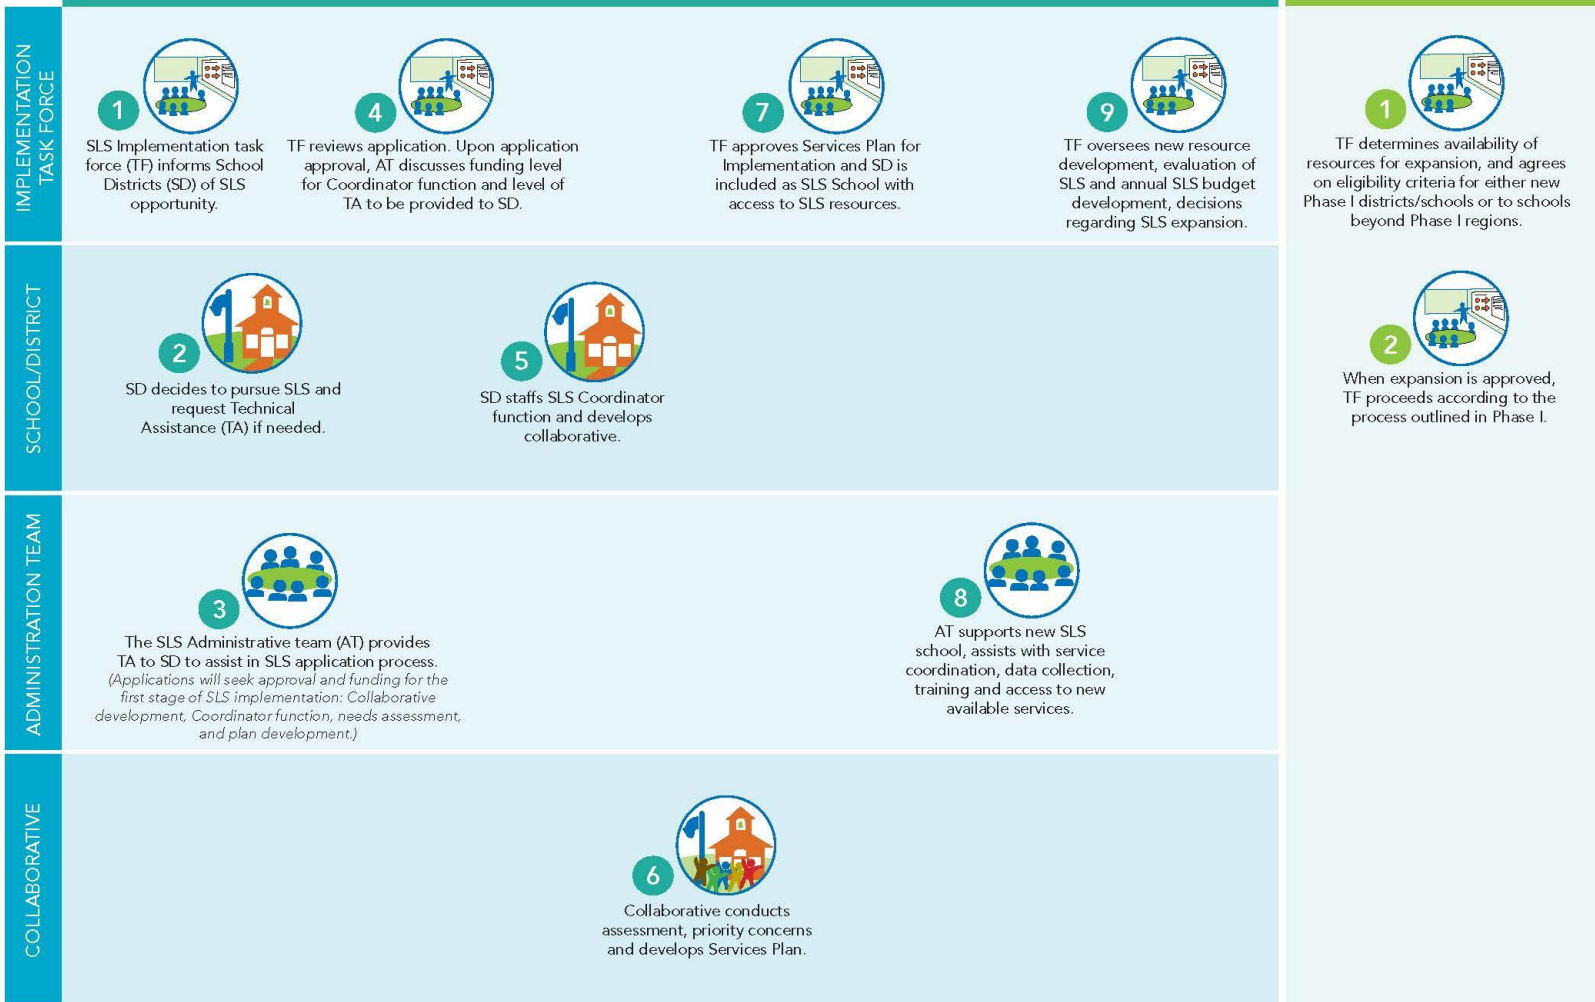 IMPLEMENTATION
TASK FORCE
1
SLS Implementation task
force (TF) informs School
Districts (SD) of SLS
opportunity.
4
TF reviews application. Upon application
approval, AT discusses funding level
for Coordinator function and level of
TA to be provided to SD.
7
TF approves Services Plan for
Implementation and SD is
included as SLS School with
access to SLS resources.
9
TF oversees new resource
development, evaluation of
SLS and annual SLS budget
development, decisions
regarding SLS expansion.
1
TF determines availability of
resources for expansion, and agrees
on eligibility criteria for either new
Phase I districts/schools or to schools
beyond Phase I regions.
SCHOOL/DISTRICT
2
SD decides to pursue SLS and
request Technical
Assistance (TA) if needed.
5
SD staffs SLS Coordinator
function and develops
collaborative.
2
When expansion is approved,
TF proceeds according to the
process outlined in Phase I.
ADMINISTRATION TEAM
3
The SLS Administrative team (AT) provides
TA to SD to assist in SLS application process.
(Applications will seek approval and funding for the
first stage of SLS implementation: Collaborative
development, Coordinator function, needs assessment,
and plan development.)
8
AT supports new SLS
school, assists with service
coordination, data collection,
training and access to new
available services.
COLLABORATIVE
6
Collaborative conducts
assessment, priority concerns
and develops Services Plan.